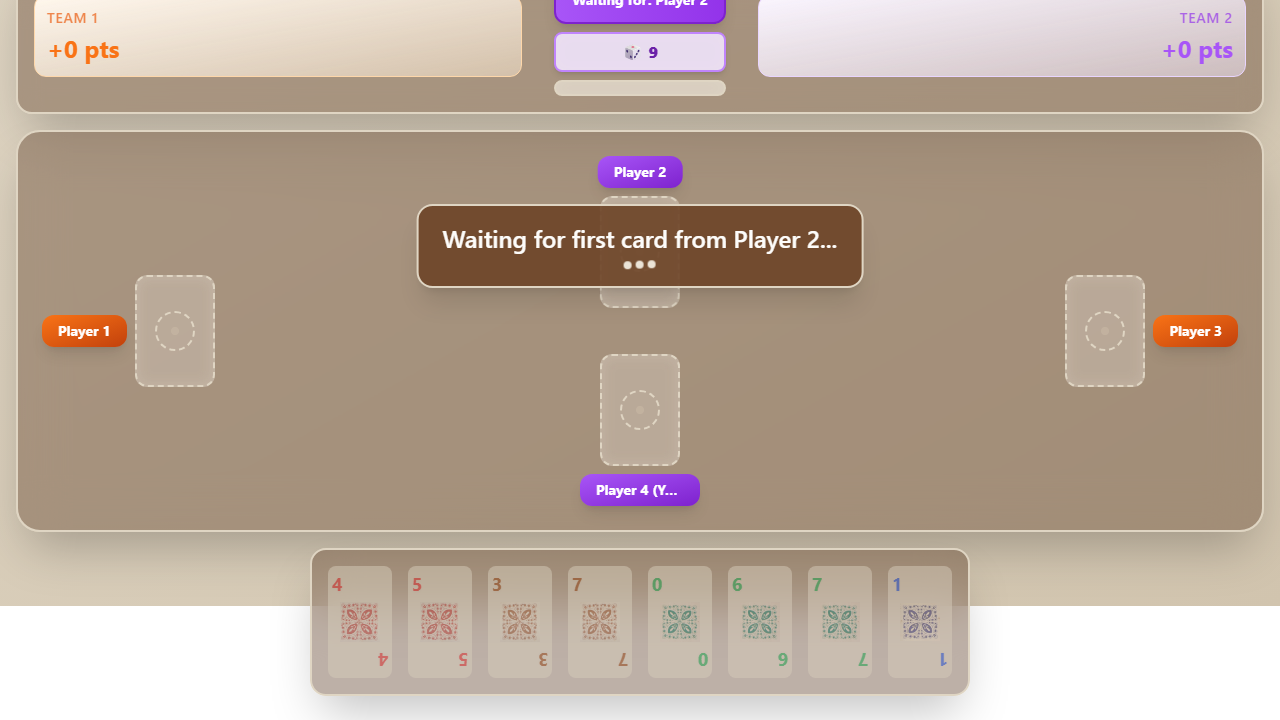 Waiting for: Player 2
TEAM 1
+0 pts
9
TEAM 2
+0 pts
Player 2
Waiting for first card from Player 2...
Player 1
Player 3
Player 4 (Y...
4 5 3 7 0 6 7 1
4 5 3 7 0 6 7 1